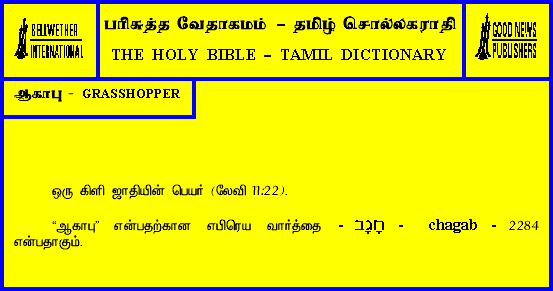 BELLWETHER
INTERNATIONAL
பரிசுத்த வேதாகமம் – தமிழ் சொல்லகராதி
THE HOLY BIBLE – TAMIL DICTIONARY
GOOD NEWS
PUBLISHERS
ஆகாபு - GRASSHOPPER
ஒரு கிளி ஜாதியின் பெயர் (லேவி 11:22).
“ஆகாபு” என்பதற்கான எபிரெய வார்த்தை - חָגָב - chagab - 2284
என்பதாகும்.